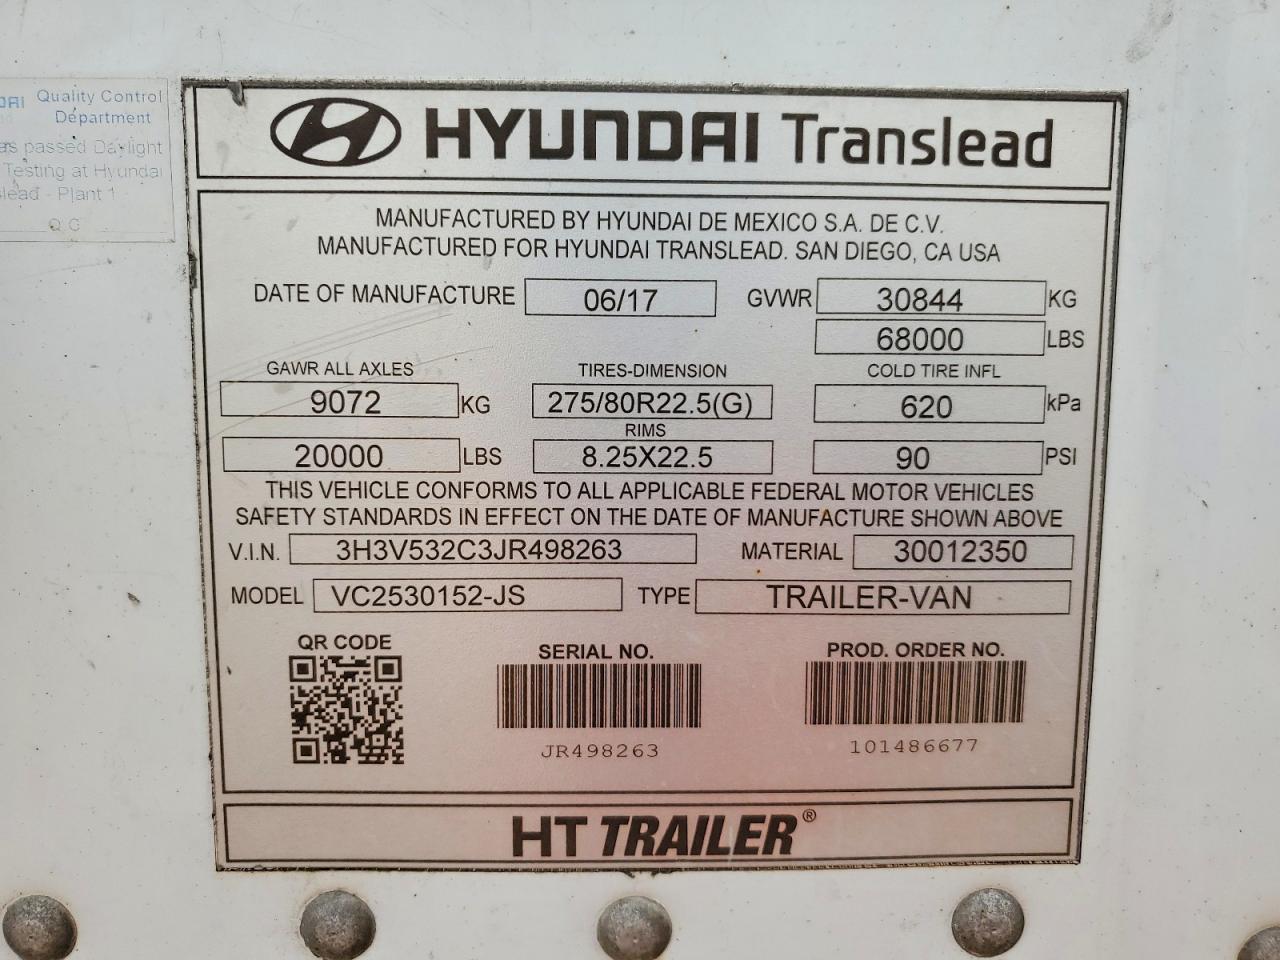 Quality Control
Department
passed Daylight
Testing at Hyundai
Plant 1
QC
HYUNDAI Translead
MANUFACTURED BY HYUNDAI DE MEXICO S.A. DE C.V.
MANUFACTURED FOR HYUNDAI TRANSLEAD. SAN DIEGO, CA USA
DATE OF MANUFACTURE 06/17 GVWR 30844 KG
68000 LBS
GAWR ALL AXLES TIRES-DIMENSION COLD TIRE INFL
9072 KG 275/80R22.5(G) 620 kPa
RIMS
20000 LBS 8.25X22.5 90 PSI
THIS VEHICLE CONFORMS TO ALL APPLICABLE FEDERAL MOTOR VEHICLES
SAFETY STANDARDS IN EFFECT ON THE DATE OF MANUFACTURE SHOWN ABOVE
V.I.N. 3H3V532C3JR498263 MATERIAL 30012350
MODEL VC2530152-JS TYPE TRAILER-VAN
QR CODE SERIAL NO. PROD. ORDER NO.
JR498263 101486677
HT TRAILER®